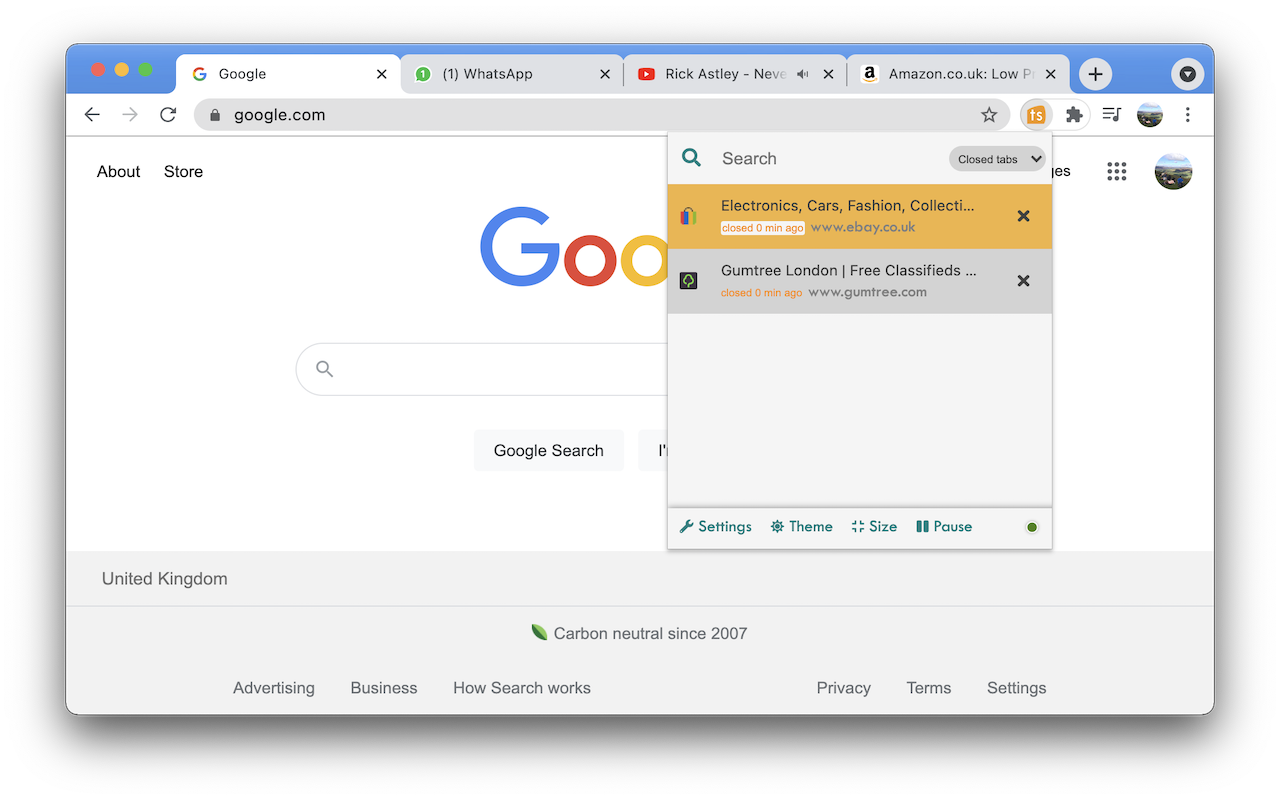 Google
(1) WhatsApp
Rick Astley - Neve
Amazon.co.uk: Low P
google.com
ts
About
Store
Search
Closed tabs
Goo
Electronics, Cars, Fashion, Collecti...
closed 0 min ago www.ebay.co.uk
Gumtree London | Free Classifieds ...
closed 0 min ago www.gumtree.com
Google Search
I'
Settings
Theme
Size
Pause
United Kingdom
Carbon neutral since 2007
Advertising
Business
How Search works
Privacy
Terms
Settings